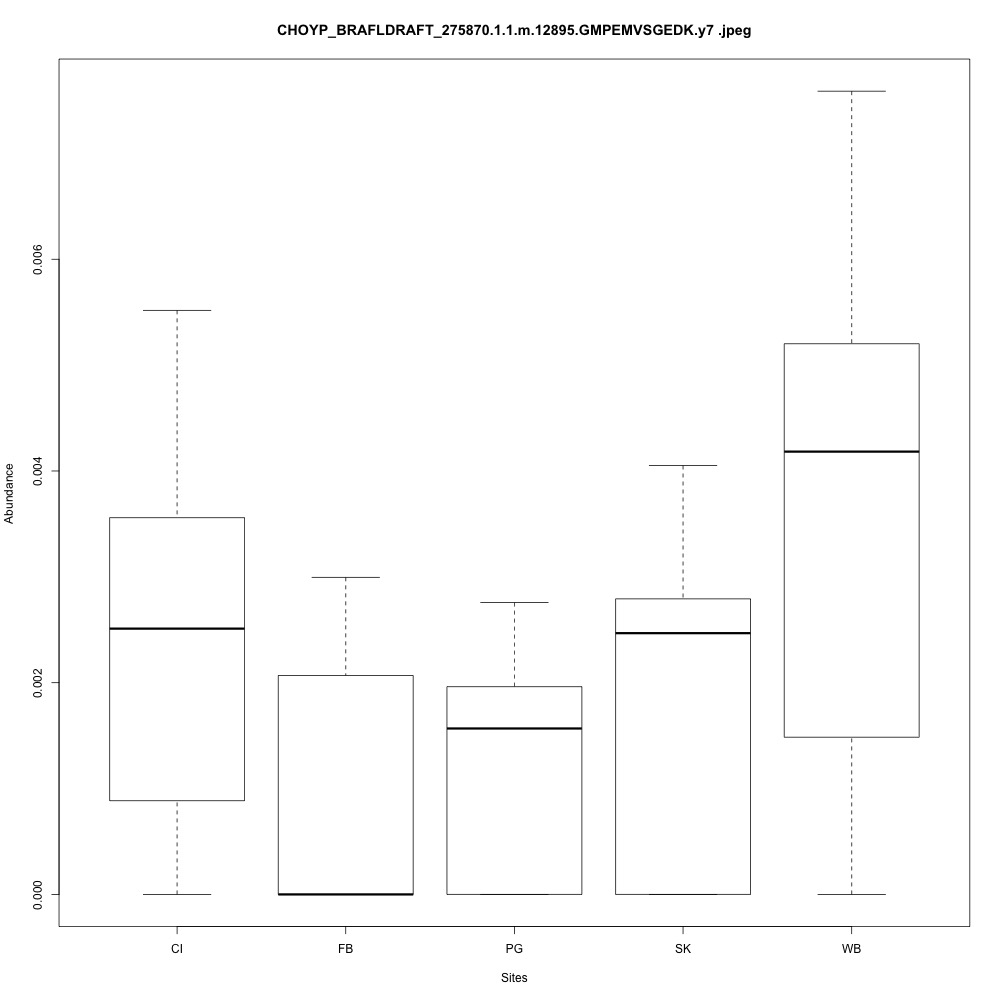 CHOYP_BRAFLDRAFT_275870.1.1.m.12895.GMPEMVSGEDK.y7 .jpeg
Abundance
0.006
0.004
0.002
0.000
CI FB PG SK WB
Sites